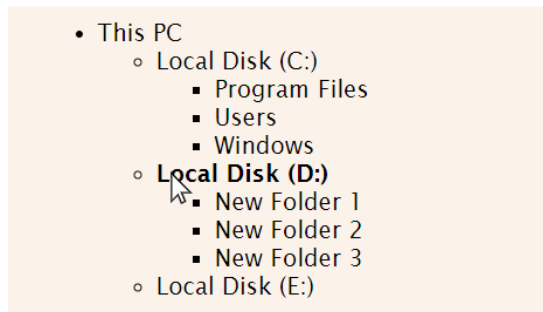 This PC
Local Disk (C:)
Program Files
Users
Windows
Local Disk (D:)
New Folder 1
New Folder 2
New Folder 3
Local Disk (E:)